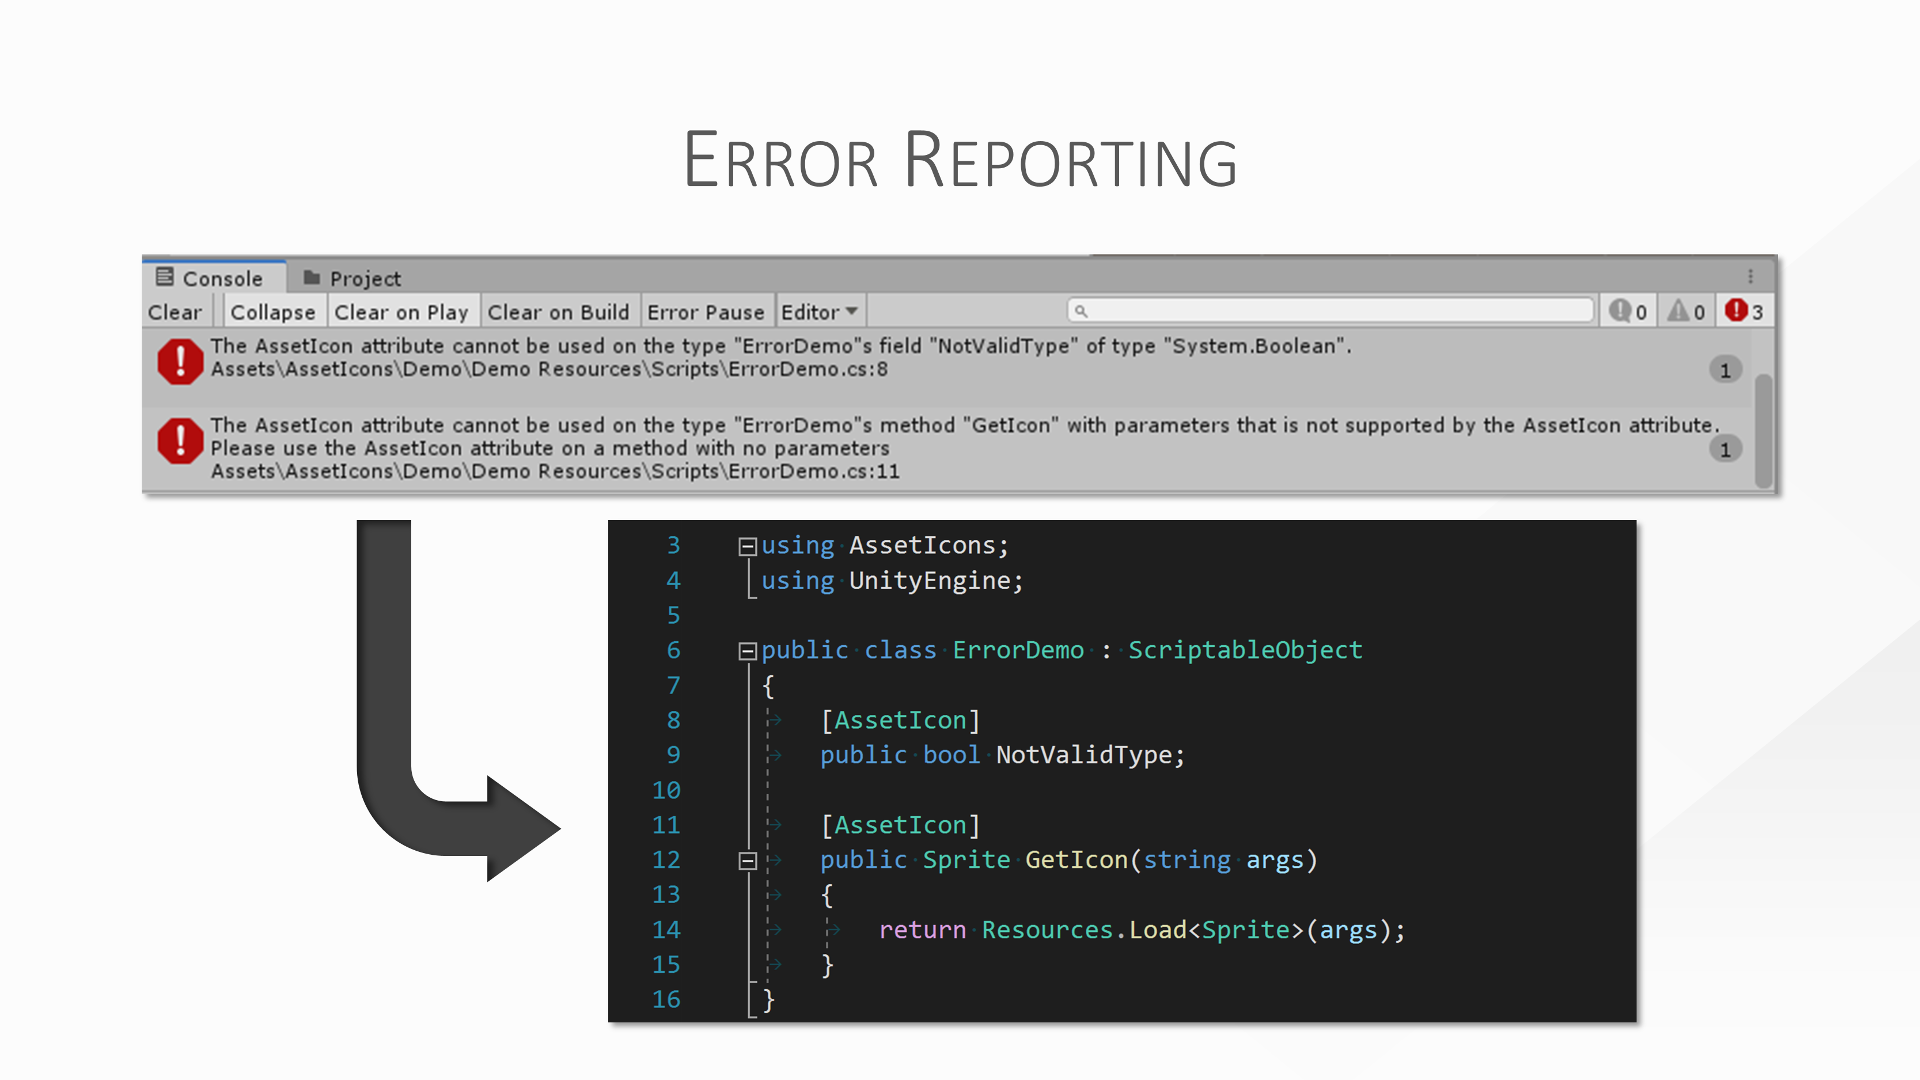 ERROR REPORTING
Console Project
Clear Collapse Clear on Play Clear on Build Error Pause Editor 0 0 3
The AssetIcon attribute cannot be used on the type "ErrorDemo"s field "NotValidType" of type "System.Boolean".
Assets\AssetIcons\Demo\Demo Resources\Scripts\ErrorDemo.cs:8
1
The AssetIcon attribute cannot be used on the type "ErrorDemo"s method "GetIcon" with parameters that is not supported by the AssetIcon attribute.
Please use the AssetIcon attribute on a method with no parameters
1
Assets\AssetIcons\Demo\Demo Resources\Scripts\ErrorDemo.cs:11
3 using AssetIcons;
4 using UnityEngine;
5
6 public class ErrorDemo : ScriptableObject
7 {
8 [AssetIcon]
9 public bool NotValidType;
10
11 [AssetIcon]
12 public Sprite GetIcon(string args)
13 {
14 return Resources.Load<Sprite>(args);
15 }
16 }